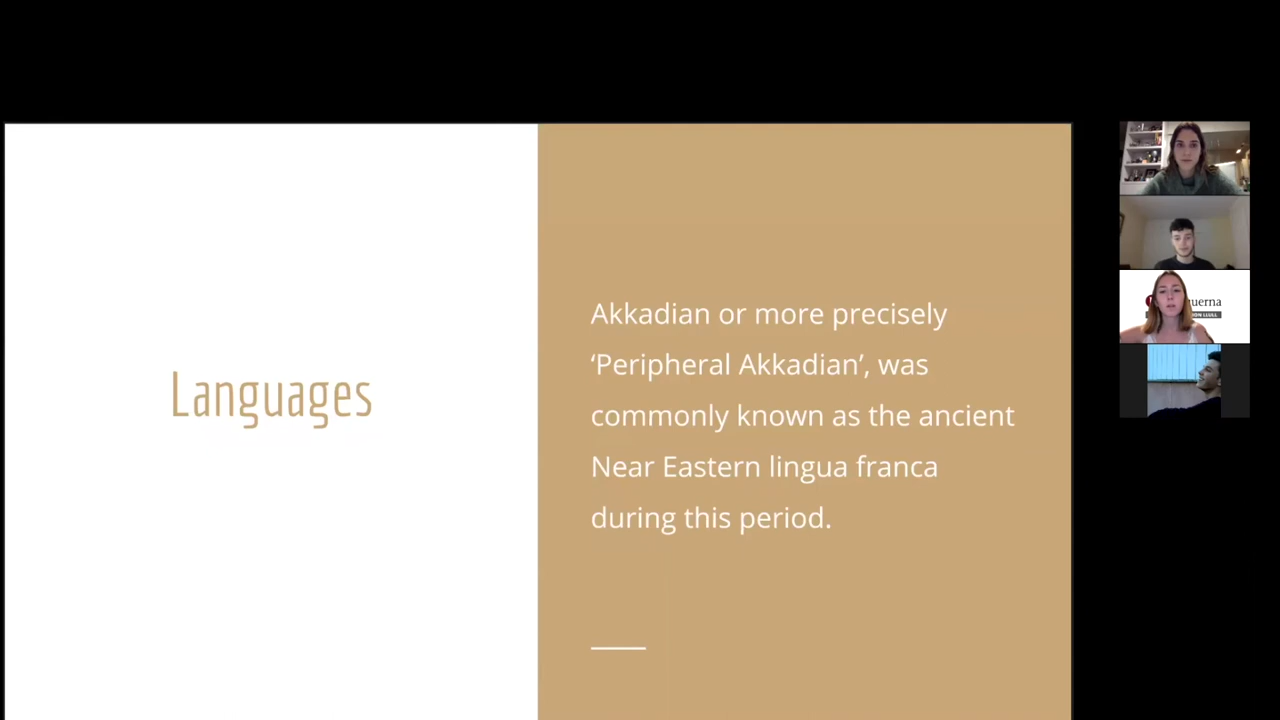 Languages
Akkadian or more precisely
‘Peripheral Akkadian’, was
commonly known as the ancient
Near Eastern lingua franca
during this period.